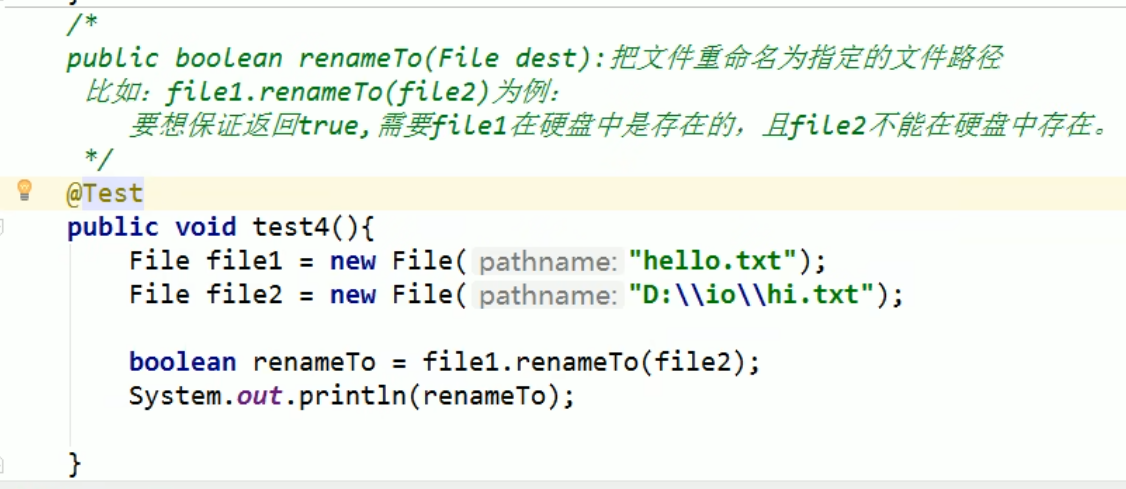 /*
public boolean renameTo(File dest):把文件重命名为指定的文件路径
比如：file1.renameTo(file2)为例：
要想保证返回true,需要file1在硬盘中是存在的，且file2不能在硬盘中存在。
*/
@Test
public void test4(){
File file1 = new File( pathname: "hello.txt");
File file2 = new File( pathname: "D:\\io\\hi.txt");
boolean renameTo = file1.renameTo(file2);
System.out.println(renameTo);
}